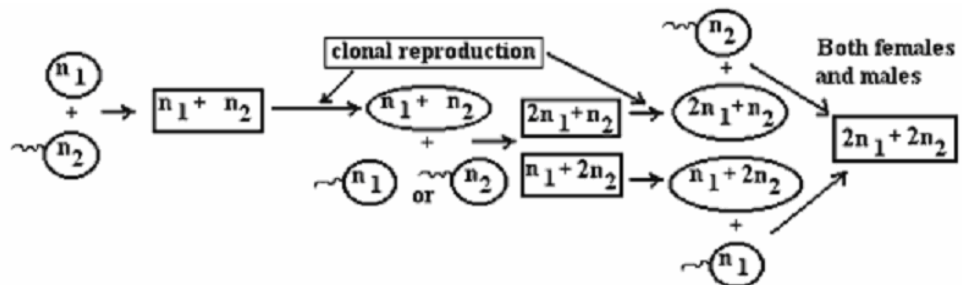 n₁
+
n₂
n₁ + n₂
clonal reproduction
n₁ + n₂
+
n₁ or n₂
2n₁+n₂
n₁+2n₂
n₂
+
2n₁+n₂
n₁+2n₂
+
n₁
Both females
and males
2n₁+2n₂